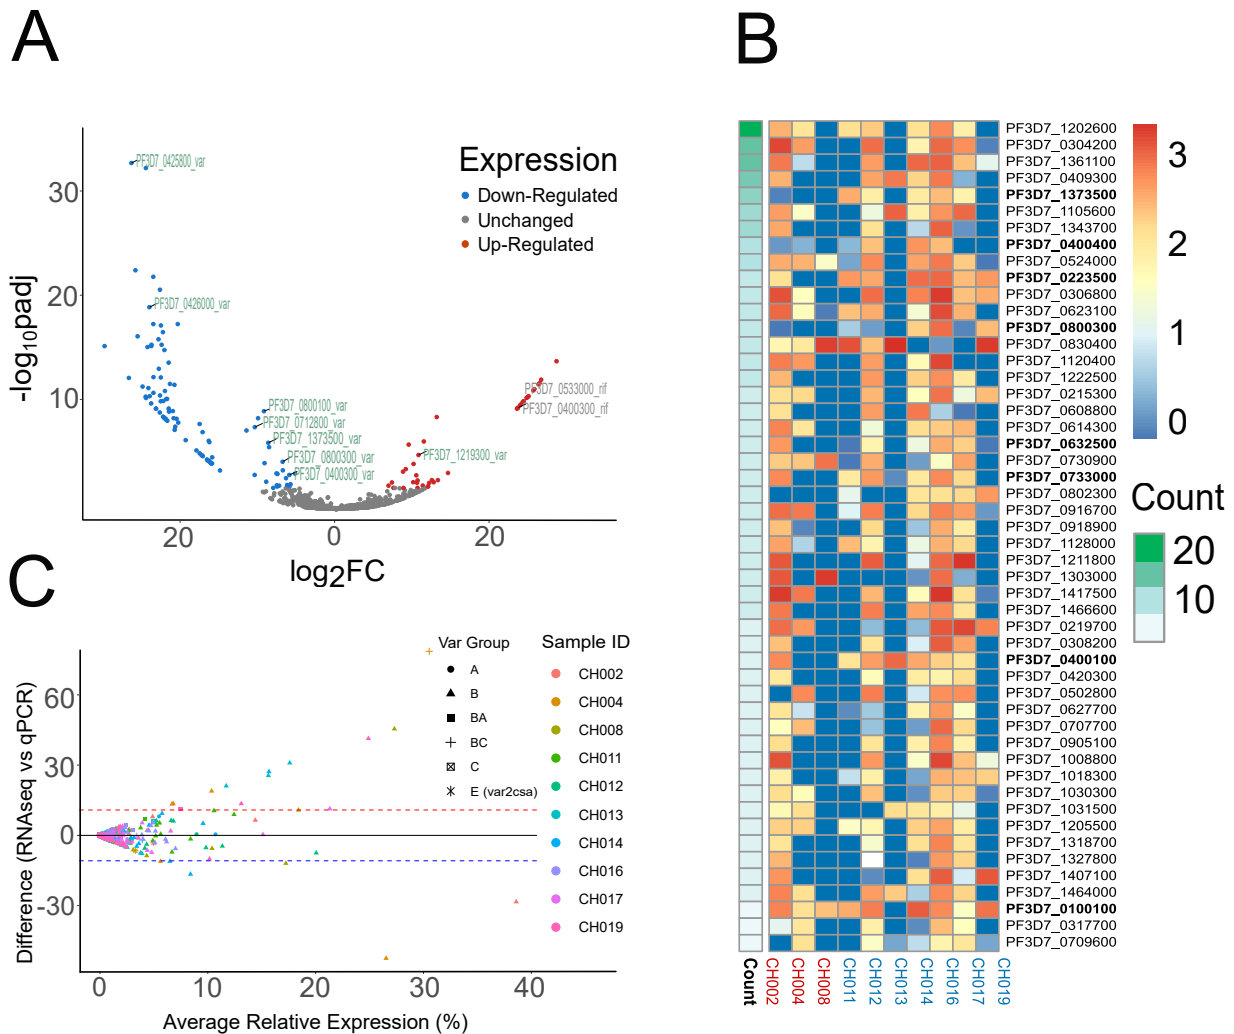 A
B
Expression
Down-Regulated
Unchanged
Up-Regulated
PF3D7_0425800_var
PF3D7_0426000_var
PF3D7_0800100_var
PF3D7_0712800_var
PF3D7_1373500_var
PF3D7_0800300_var
PF3D7_0400300_var
PF3D7_0533000_rif
PF3D7_0400300_rif
PF3D7_1219300_var
30
20
10
-log10padj
20
0
20
log2FC
PF3D7_1202600
PF3D7_0304200
PF3D7_1361100
PF3D7_0409300
PF3D7_1373500
PF3D7_1105600
PF3D7_1343700
PF3D7_0400400
PF3D7_0524000
PF3D7_0223500
PF3D7_0306800
PF3D7_0623100
PF3D7_0800300
PF3D7_0830400
PF3D7_1120400
PF3D7_1222500
PF3D7_0215300
PF3D7_0608800
PF3D7_0614300
PF3D7_0632500
PF3D7_0730900
PF3D7_0733000
PF3D7_0802300
PF3D7_0916700
PF3D7_0918900
PF3D7_1128000
PF3D7_1211800
PF3D7_1303000
PF3D7_1417500
PF3D7_1466600
PF3D7_0219700
PF3D7_0308200
PF3D7_0400100
PF3D7_0420300
PF3D7_0502800
PF3D7_0627700
PF3D7_0707700
PF3D7_0905100
PF3D7_1008800
PF3D7_1018300
PF3D7_1030300
PF3D7_1031500
PF3D7_1205500
PF3D7_1318700
PF3D7_1327800
PF3D7_1407100
PF3D7_1464000
PF3D7_0100100
PF3D7_0317700
PF3D7_0709600
Count
CH002
CH004
CH008
CH011
CH012
CH013
CH014
CH016
CH017
CH019
3
2
1
0
Count
20
10
C
Var Group
A
B
BA
BC
C
E (var2csa)
Sample ID
CH002
CH004
CH008
CH011
CH012
CH013
CH014
CH016
CH017
CH019
60
30
0
-30
Difference (RNAseq vs qPCR)
0
10
20
30
40
Average Relative Expression (%)